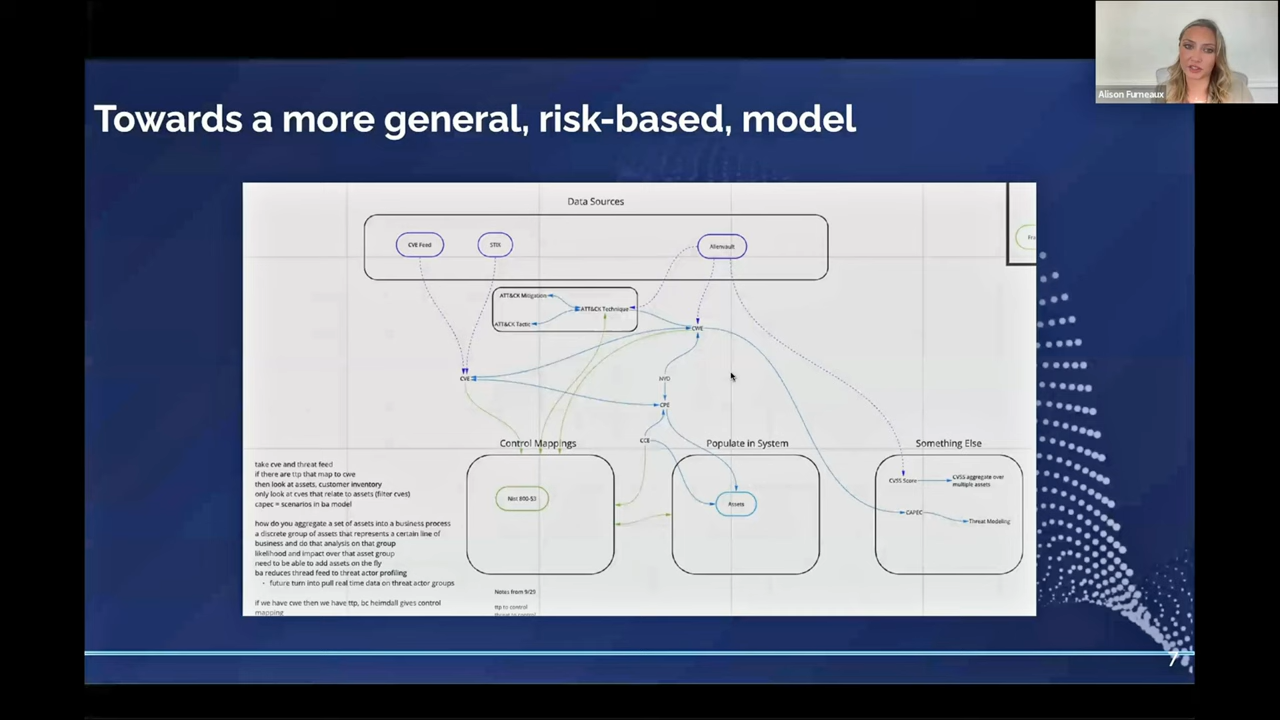 Alison Furneaux
Towards a more general, risk-based, model
Data Sources
CVE Feed
STIX
Alienvault
ATT&CK Mitigation
ATT&CK Technique
ATT&CK Tactic
CWE
CVE
NVD
CPE
CCE
Control Mappings
Populate in System
Something Else
take cve and threat feed
if there are ttp that map to cwe
then look at assets, customer inventory
only look at cves that relate to assets (filter cves)
capec = scenarios in ba model
how do you aggregate a set of assets into a business process
a discrete group of assets that represents a certain line of
business and do that analysis on that group
likelihood and impact over that asset group
need to be able to add assets on the fly
ba reduces thread feed to threat actor profiling
- future turn into pull real time data on threat actor groups
if we have cwe then we have ttp, bc heimdall gives control
mapping
Nist 800-53
Assets
CVSS Score
CVSS aggregate over
multiple assets
CAPEC
Threat Modeling
Notes from 9/29
ttp to control
7